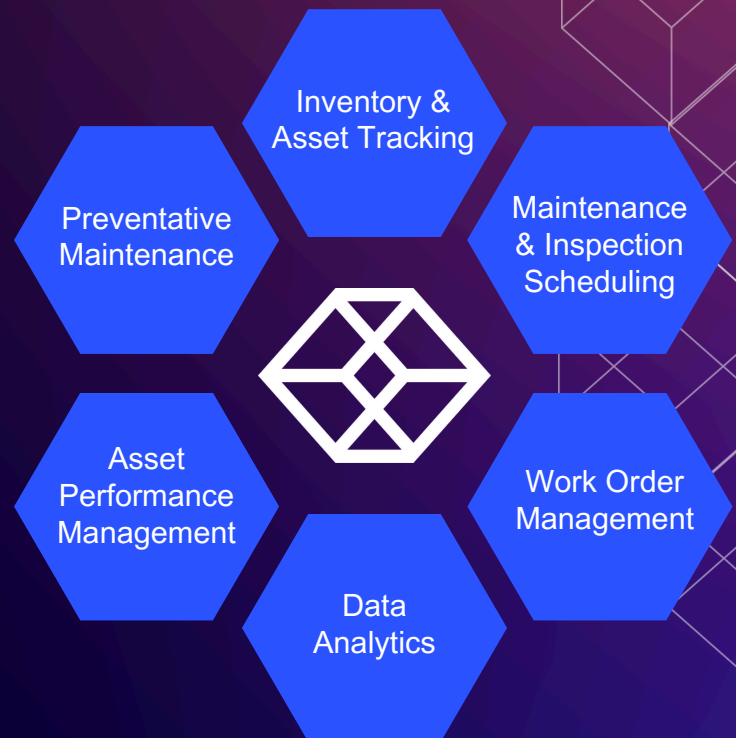 Inventory &
Asset Tracking
Maintenance
& Inspection
Scheduling
Work Order
Management
Data
Analytics
Asset
Performance
Management
Preventative
Maintenance